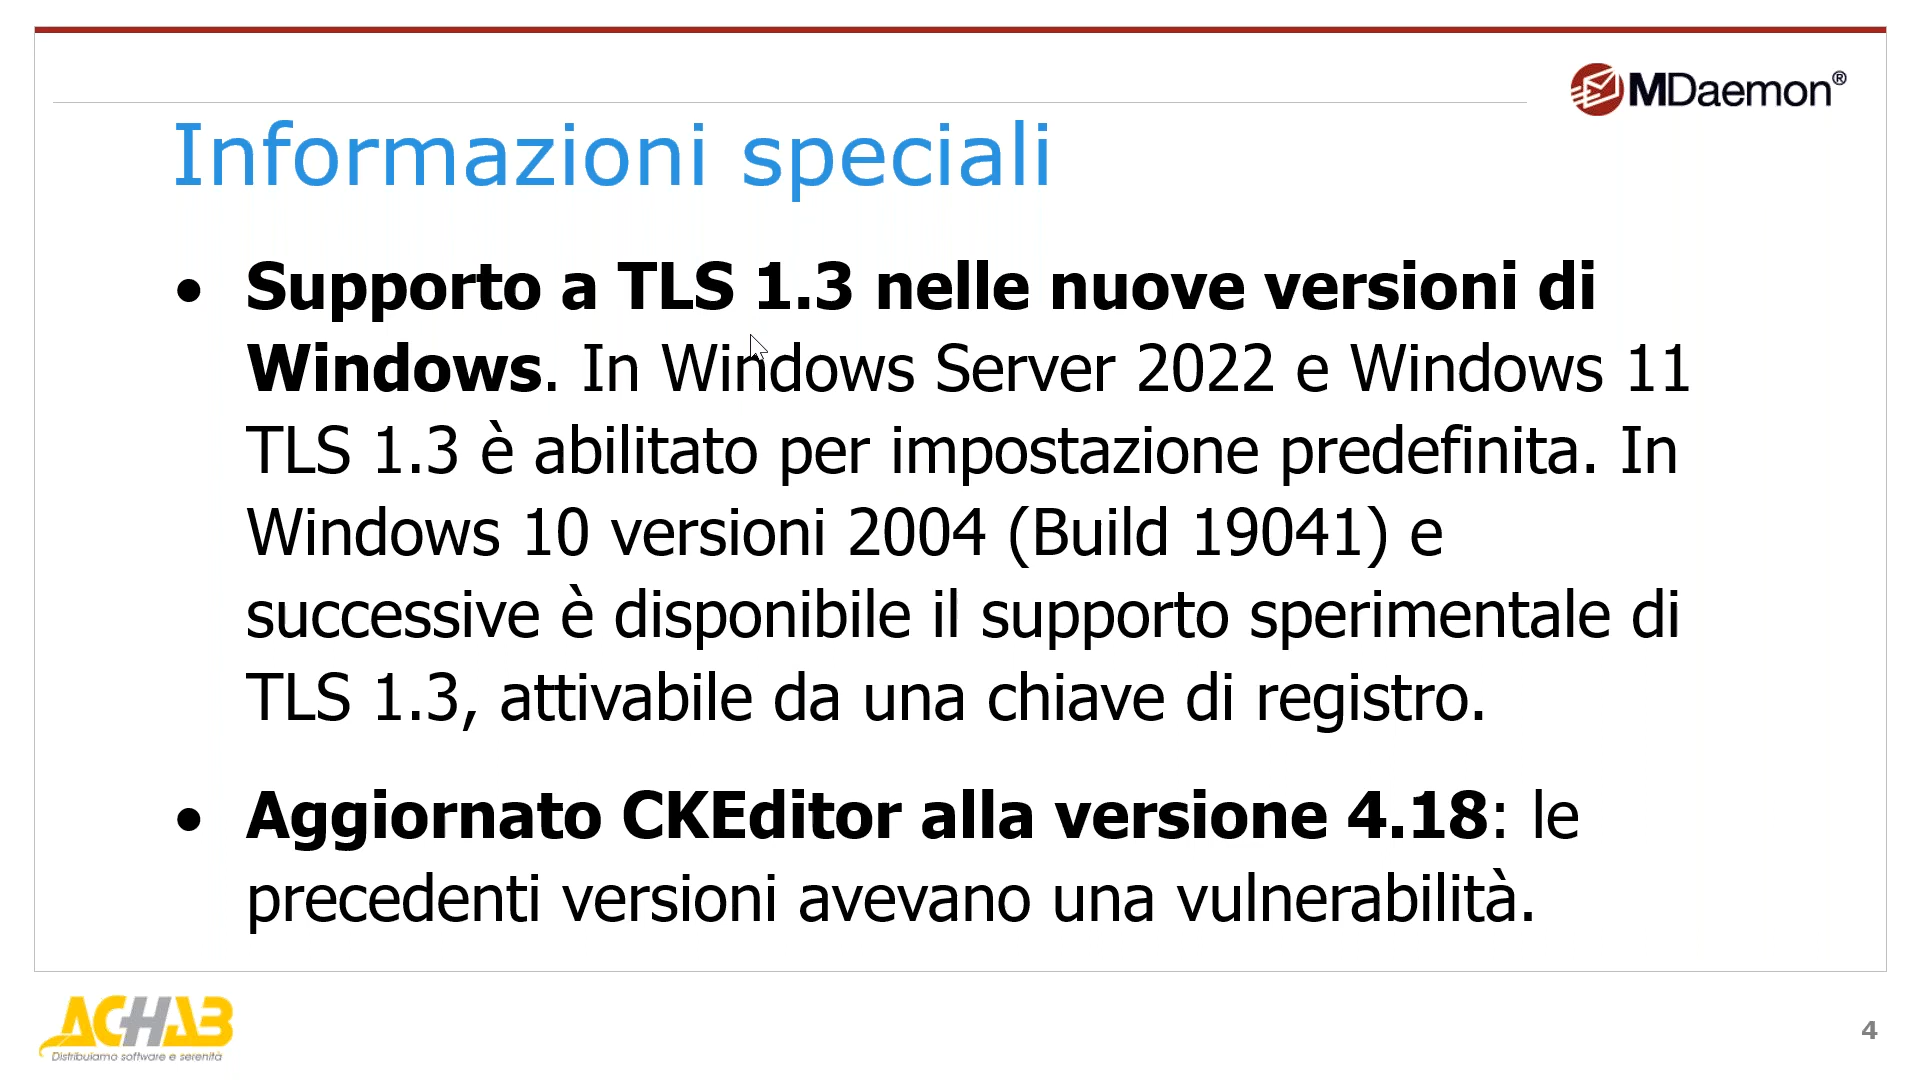 MDaemon®
Informazioni speciali
• Supporto a TLS 1.3 nelle nuove versioni di
Windows. In Windows Server 2022 e Windows 11
TLS 1.3 è abilitato per impostazione predefinita. In
Windows 10 versioni 2004 (Build 19041) e
successive è disponibile il supporto sperimentale di
TLS 1.3, attivabile da una chiave di registro.
• Aggiornato CKEditor alla versione 4.18: le
precedenti versioni avevano una vulnerabilità.
ACHAB
Distribuiamo software e serenità
4